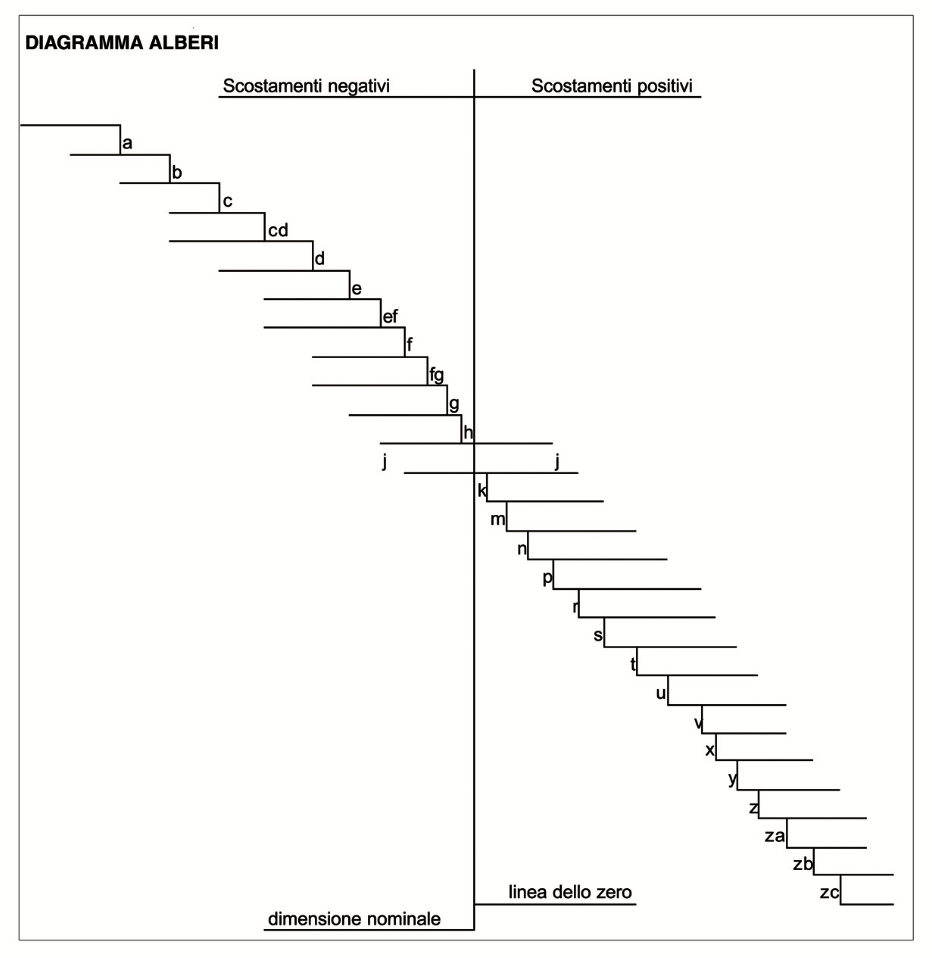 DIAGRAMMA ALBERI
Scostamenti negativi
Scostamenti positivi
a
b
c
cd
d
e
ef
f
fg
g
h
j j
k
m
n
p
r
s
t
u
v
x
y
z
za
zb
zc
linea dello zero
dimensione nominale